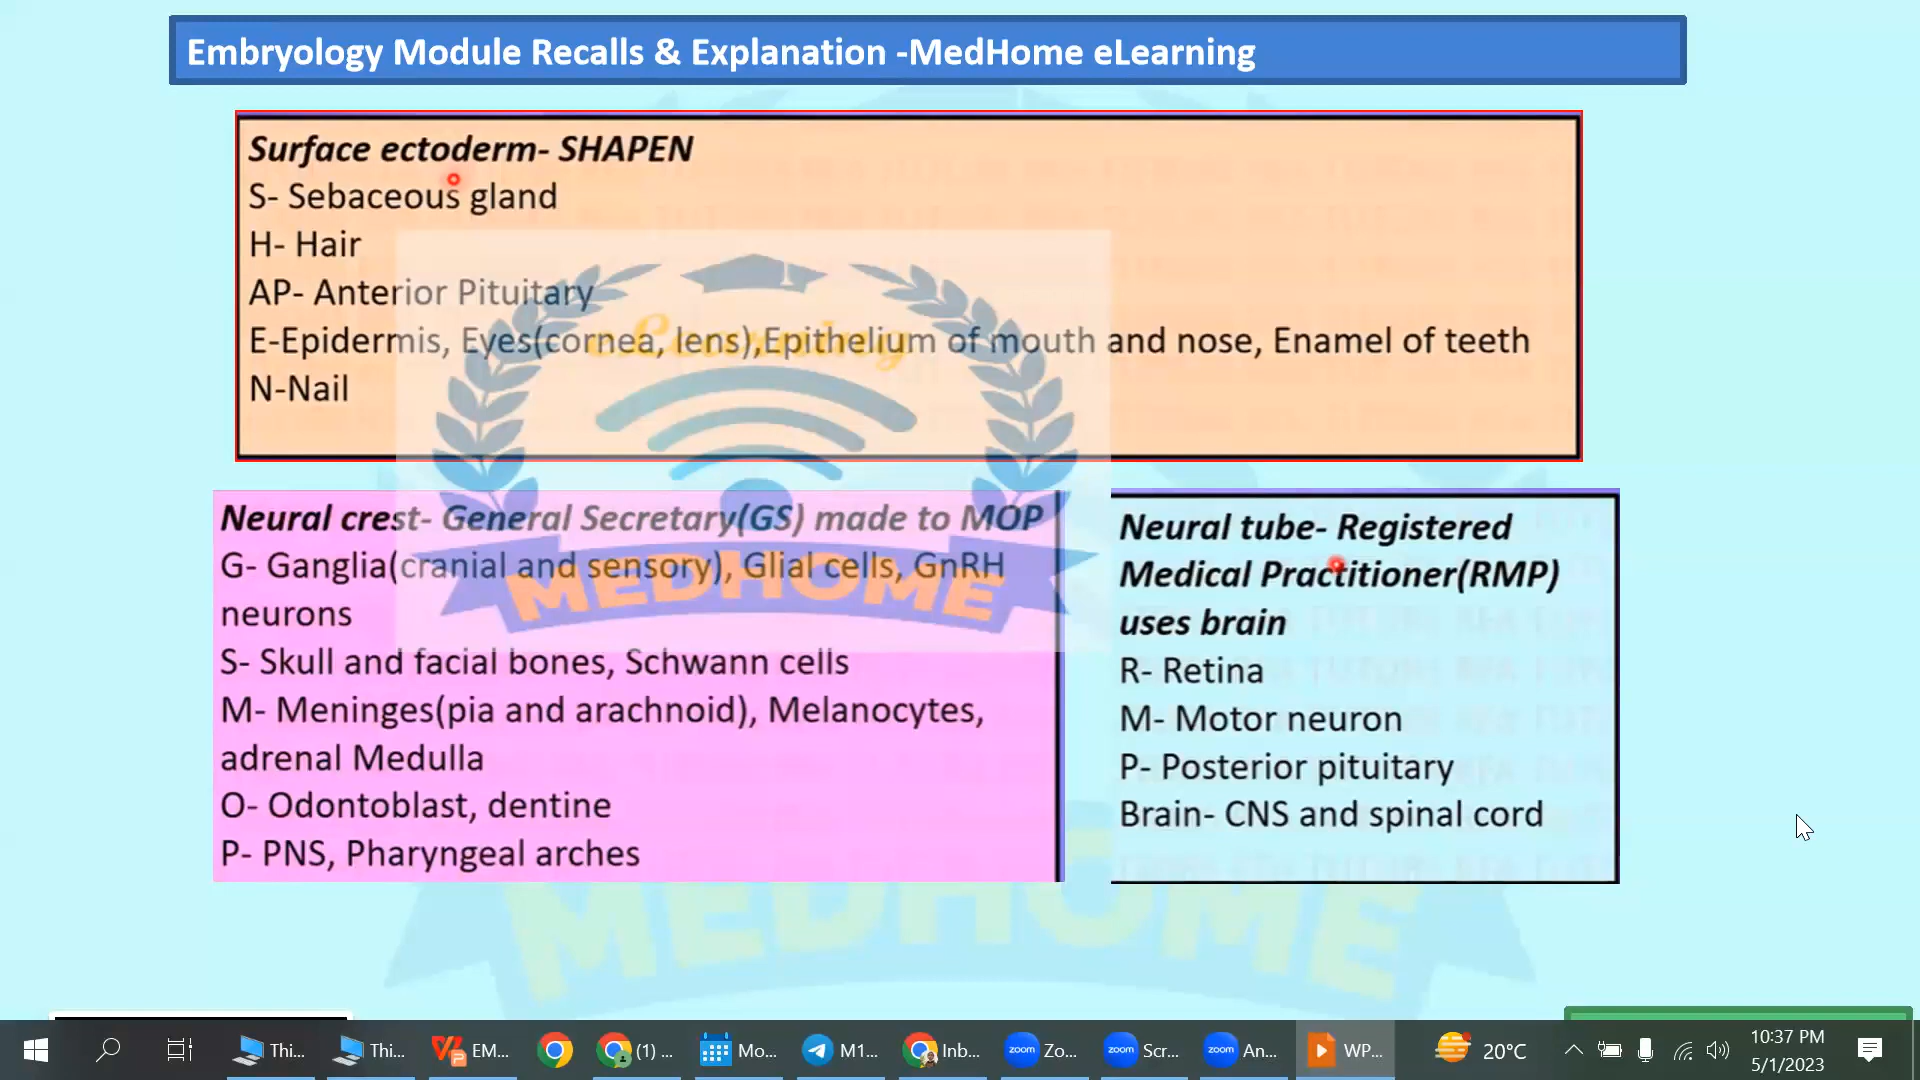 Embryology Module Recalls & Explanation -MedHome eLearning
Surface ectoderm- SHAPEN
S- Sebaceous gland
H- Hair
AP- Anterior Pituitary
E-Epidermis, Eyes(cornea, lens),Epithelium of mouth and nose, Enamel of teeth
N-Nail
eLearning
MEDHOME
Neural crest- General Secretary(GS) made to MOP
G- Ganglia(cranial and sensory), Glial cells, GnRH
neurons
S- Skull and facial bones, Schwann cells
M- Meninges(pia and arachnoid), Melanocytes,
adrenal Medulla
O- Odontoblast, dentine
P- PNS, Pharyngeal arches
Neural tube- Registered
Medical Practitioner(RMP)
uses brain
R- Retina
M- Motor neuron
P- Posterior pituitary
Brain- CNS and spinal cord
MEDHOME
Thi...
Thi...
EM...
(1) ...
Mo...
M1...
Inb...
zoom Zo...
zoom Scr...
zoom An...
WP...
20°C
10:37 PM
5/1/2023